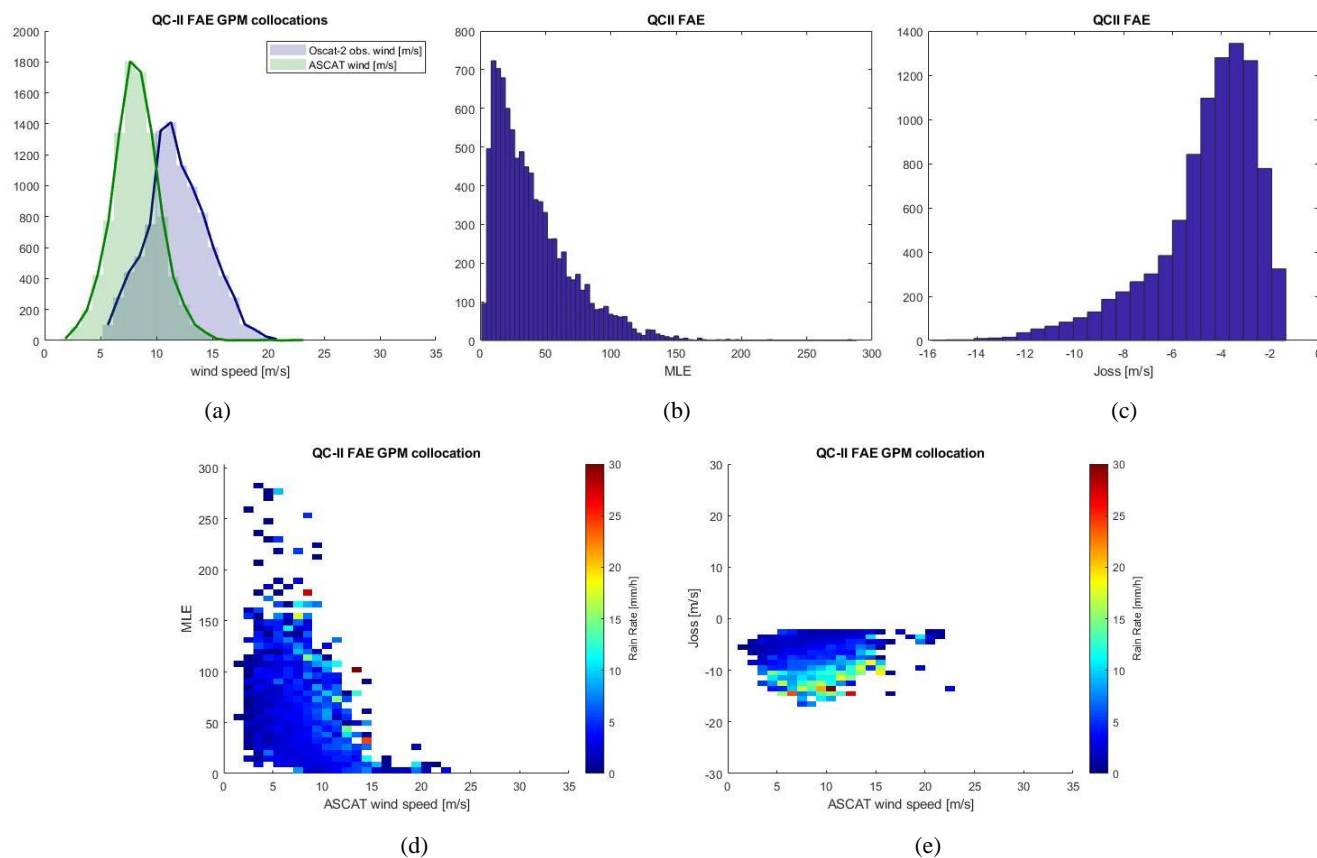 QC-II FAE GPM collocations
2000
1800
1600
1400
1200
1000
800
600
400
200
0
0 5 10 15 20 25 30 35
wind speed [m/s]
Oscat-2 obs. wind [m/s]
ASCAT wind [m/s]
(a)
QCII FAE
800
700
600
500
400
300
200
100
0
0 50 100 150 200 250 300
MLE
(b)
QCII FAE
1400
1200
1000
800
600
400
200
0
-16 -14 -12 -10 -8 -6 -4 -2 0
Joss [m/s]
(c)
QC-II FAE GPM collocation
MLE
300
250
200
150
100
50
0
0 5 10 15 20 25 30 35
ASCAT wind speed [m/s]
30
25
20
15
10
5
0
Rain Rate [mm/h]
(d)
QC-II FAE GPM collocation
Joss [m/s]
30
20
10
0
-10
-20
-30
0 5 10 15 20 25 30 35
ASCAT wind speed [m/s]
30
25
20
15
10
5
0
Rain Rate [mm/h]
(e)